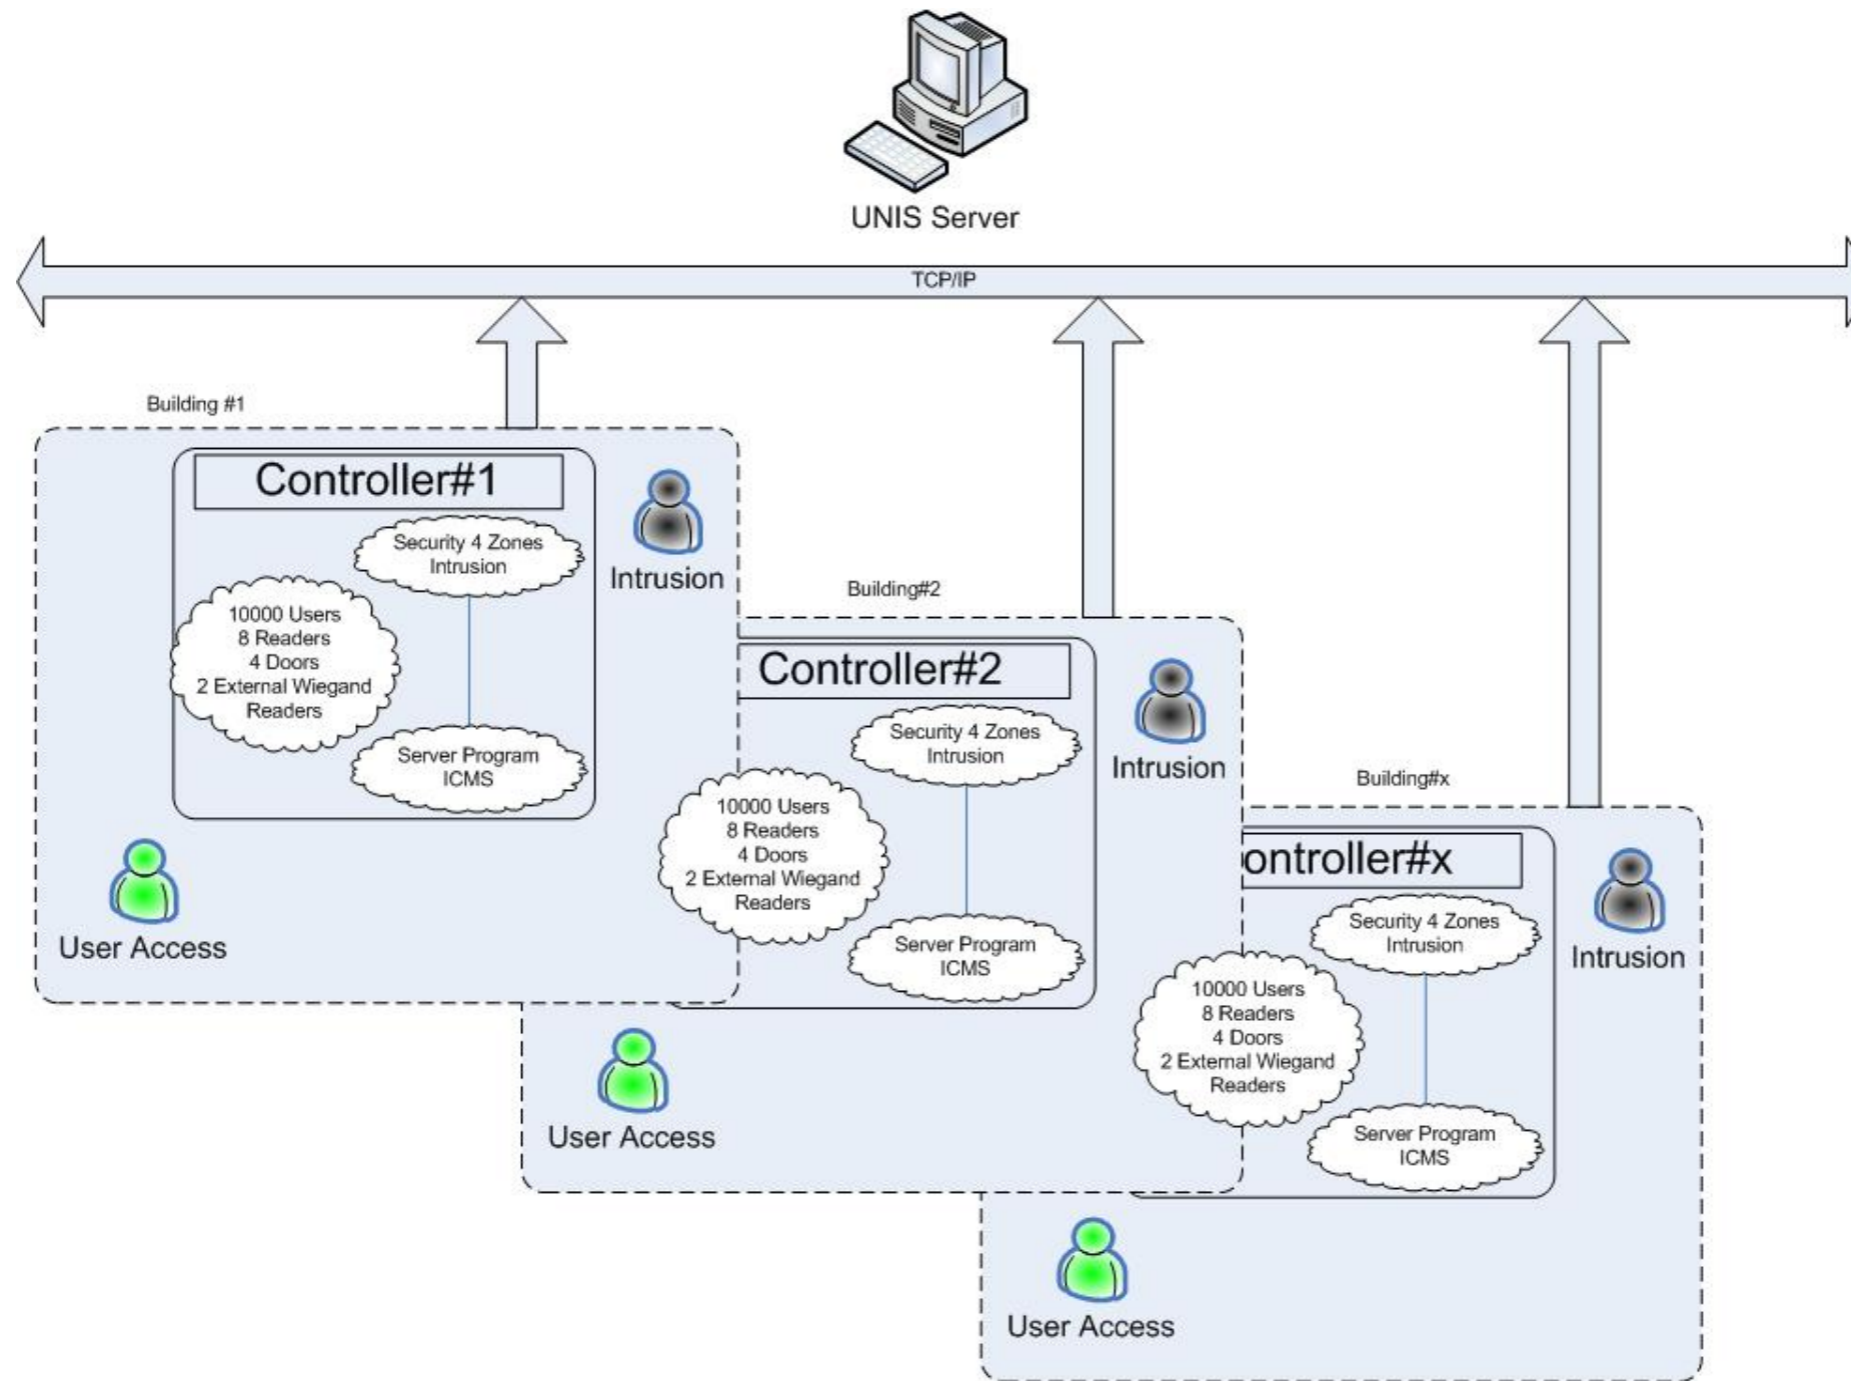 UNIS Server
TCP/IP
Building #1
Controller#1
Security 4 Zones
Intrusion
10000 Users
8 Readers
4 Doors
2 External Wiegand
Readers
Server Program
ICMS
Intrusion
User Access
Building#2
Controller#2
Security 4 Zones
Intrusion
10000 Users
8 Readers
4 Doors
2 External Wiegand
Readers
Server Program
ICMS
Intrusion
User Access
Building#x
ontroller#x
Security 4 Zones
Intrusion
10000 Users
8 Readers
4 Doors
2 External Wiegand
Readers
Server Program
ICMS
Intrusion
User Access